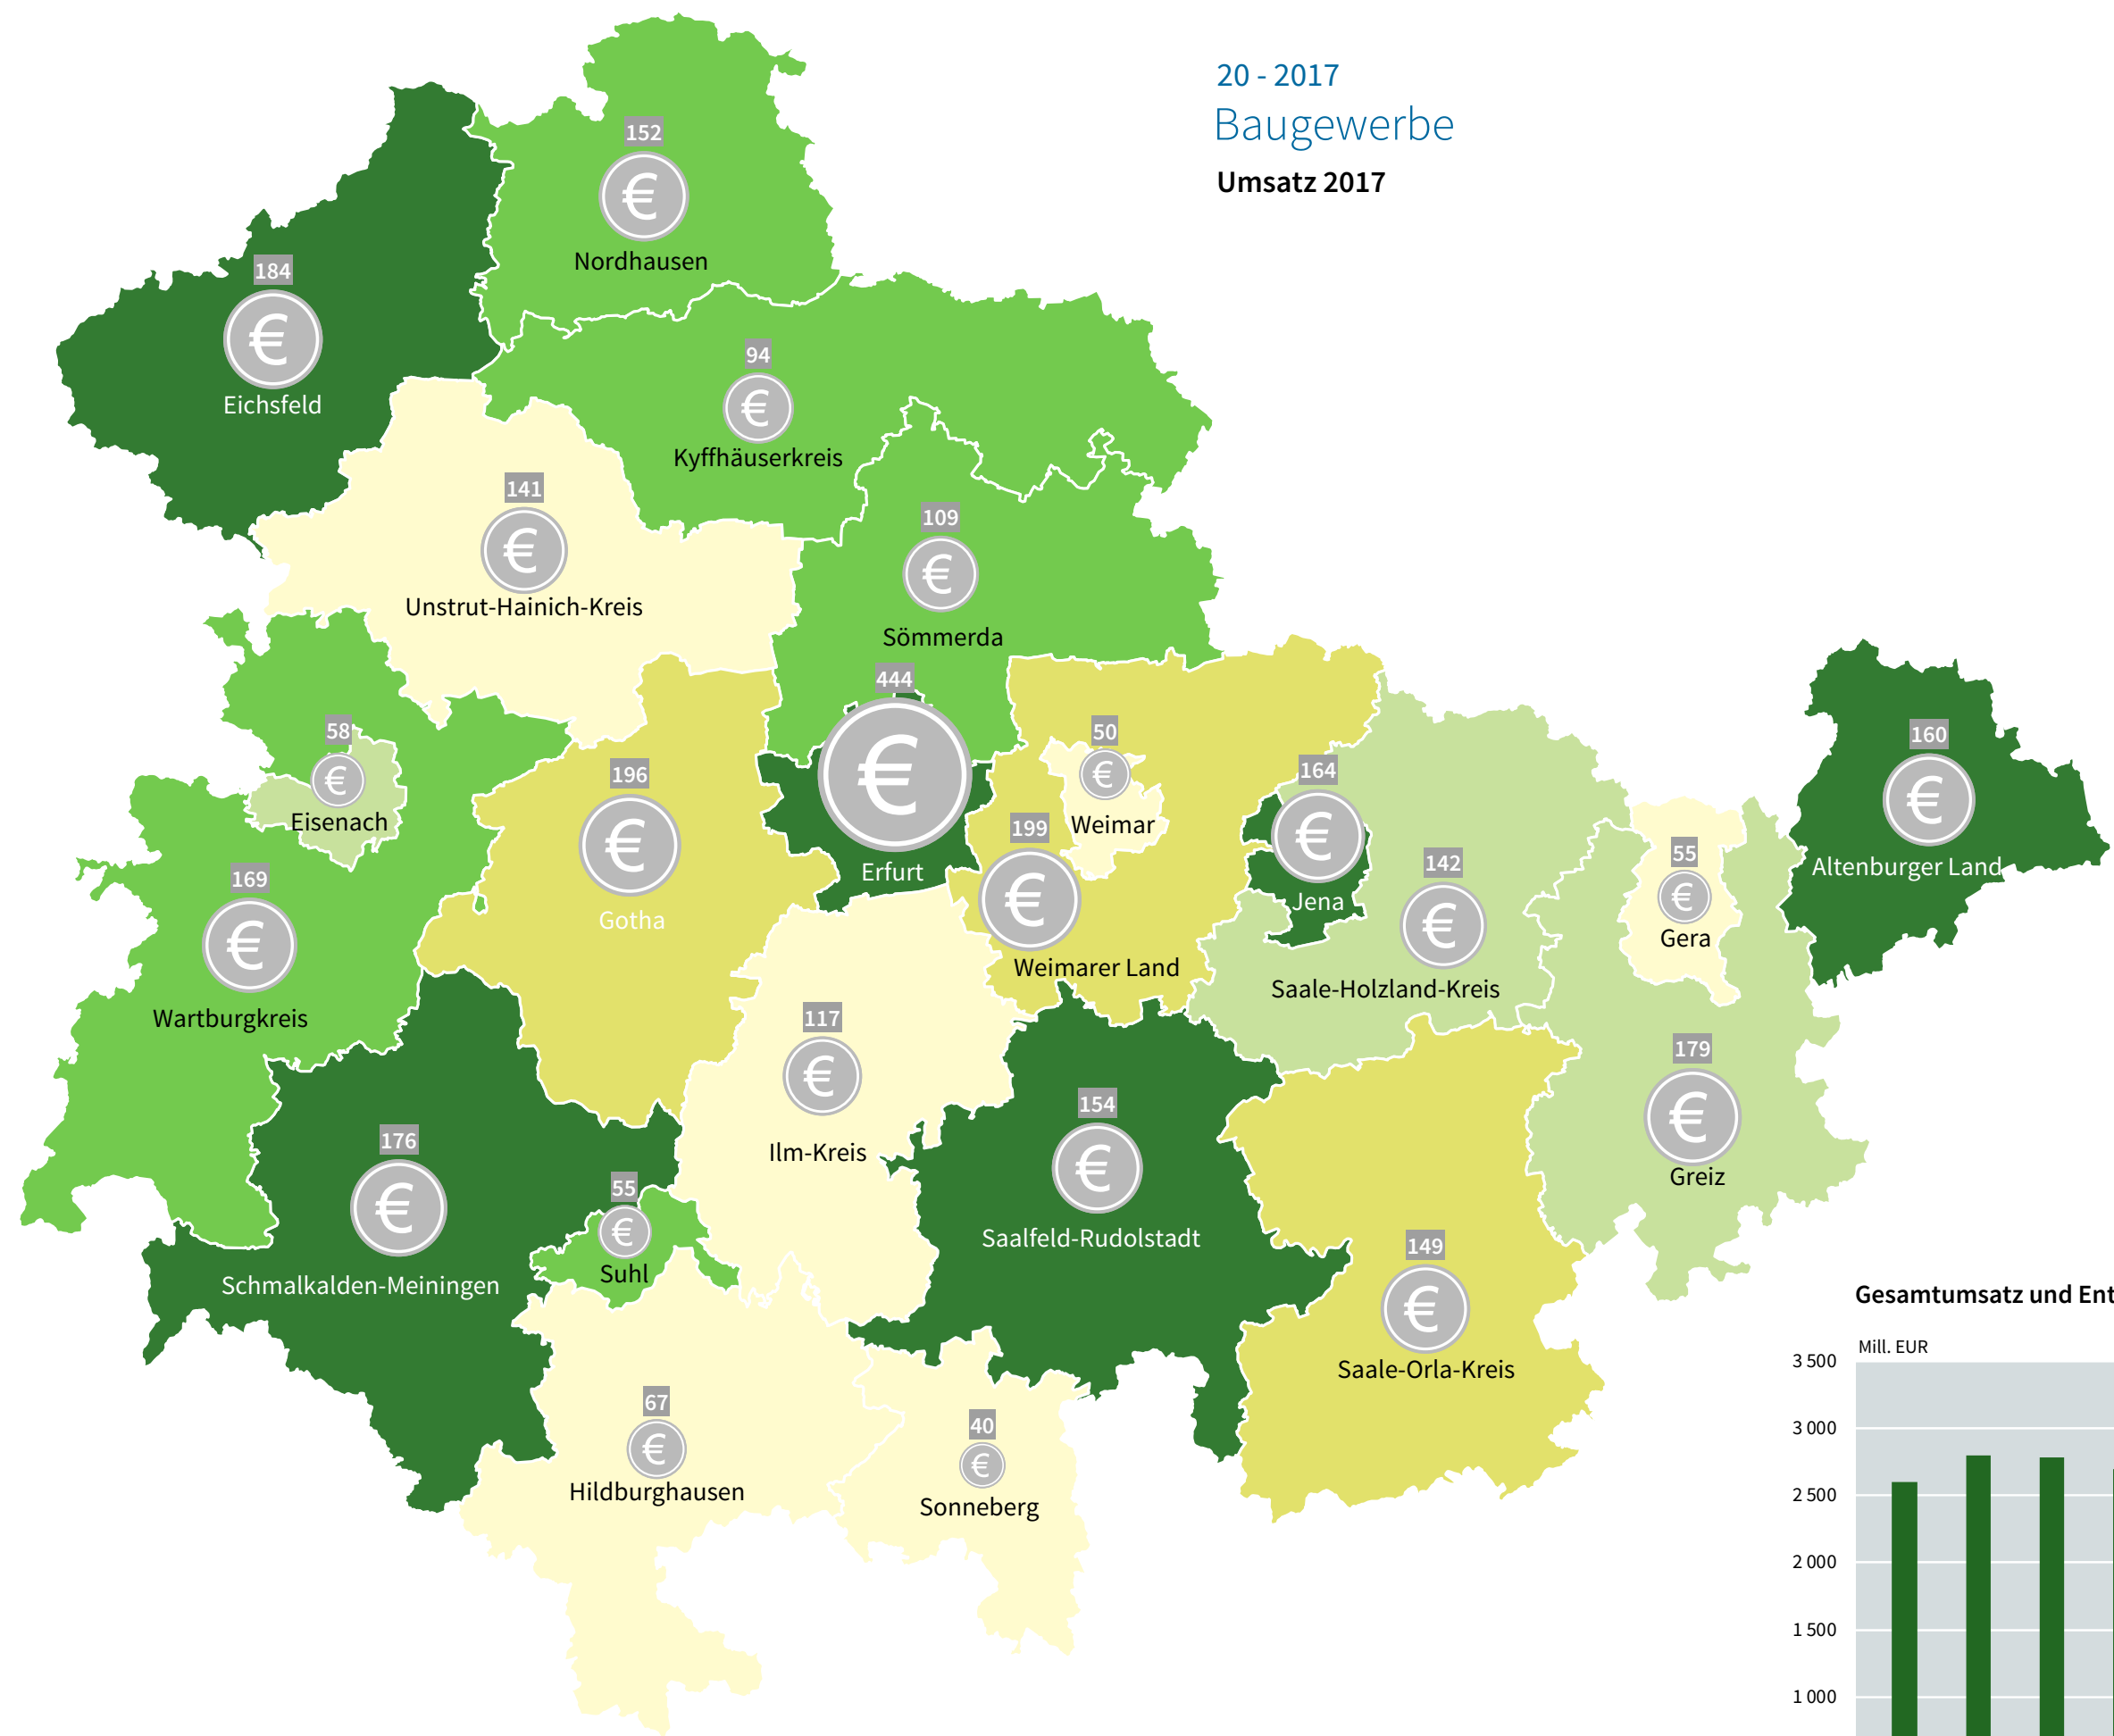 20 - 2017
Baugewerbe
Umsatz 2017
152
€
Nordhausen
184
€
Eichsfeld
94
€
Kyffhäuserkreis
141
€
Unstrut-Hainich-Kreis
109
€
Sömmerda
444
€
Erfurt
58
€
Eisenach
196
€
Gotha
50
€
Weimar
199
€
Weimarer Land
164
€
Jena
142
€
Saale-Holzland-Kreis
55
€
Gera
160
€
Altenburger Land
169
€
Wartburgkreis
117
€
Ilm-Kreis
179
€
Greiz
154
€
Saalfeld-Rudolstadt
176
€
Schmalkalden-Meiningen
55
€
Suhl
149
€
Saale-Orla-Kreis
67
€
Hildburghausen
40
€
Sonneberg
Gesamtumsatz und Ent
Mill. EUR
3 500
3 000
2 500
2 000
1 500
1 000